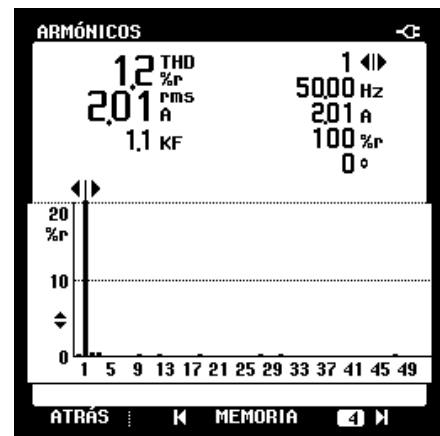 ARMÓNICOS
1,2 THD %r
2,01 rms A
1,1 KF
1
50,00 Hz
2,01 A
100 %r
0 °
20
%r
10
0
1 5 9 13 17 21 25 29 33 37 41 45 49
ATRÁS MEMORIA 4